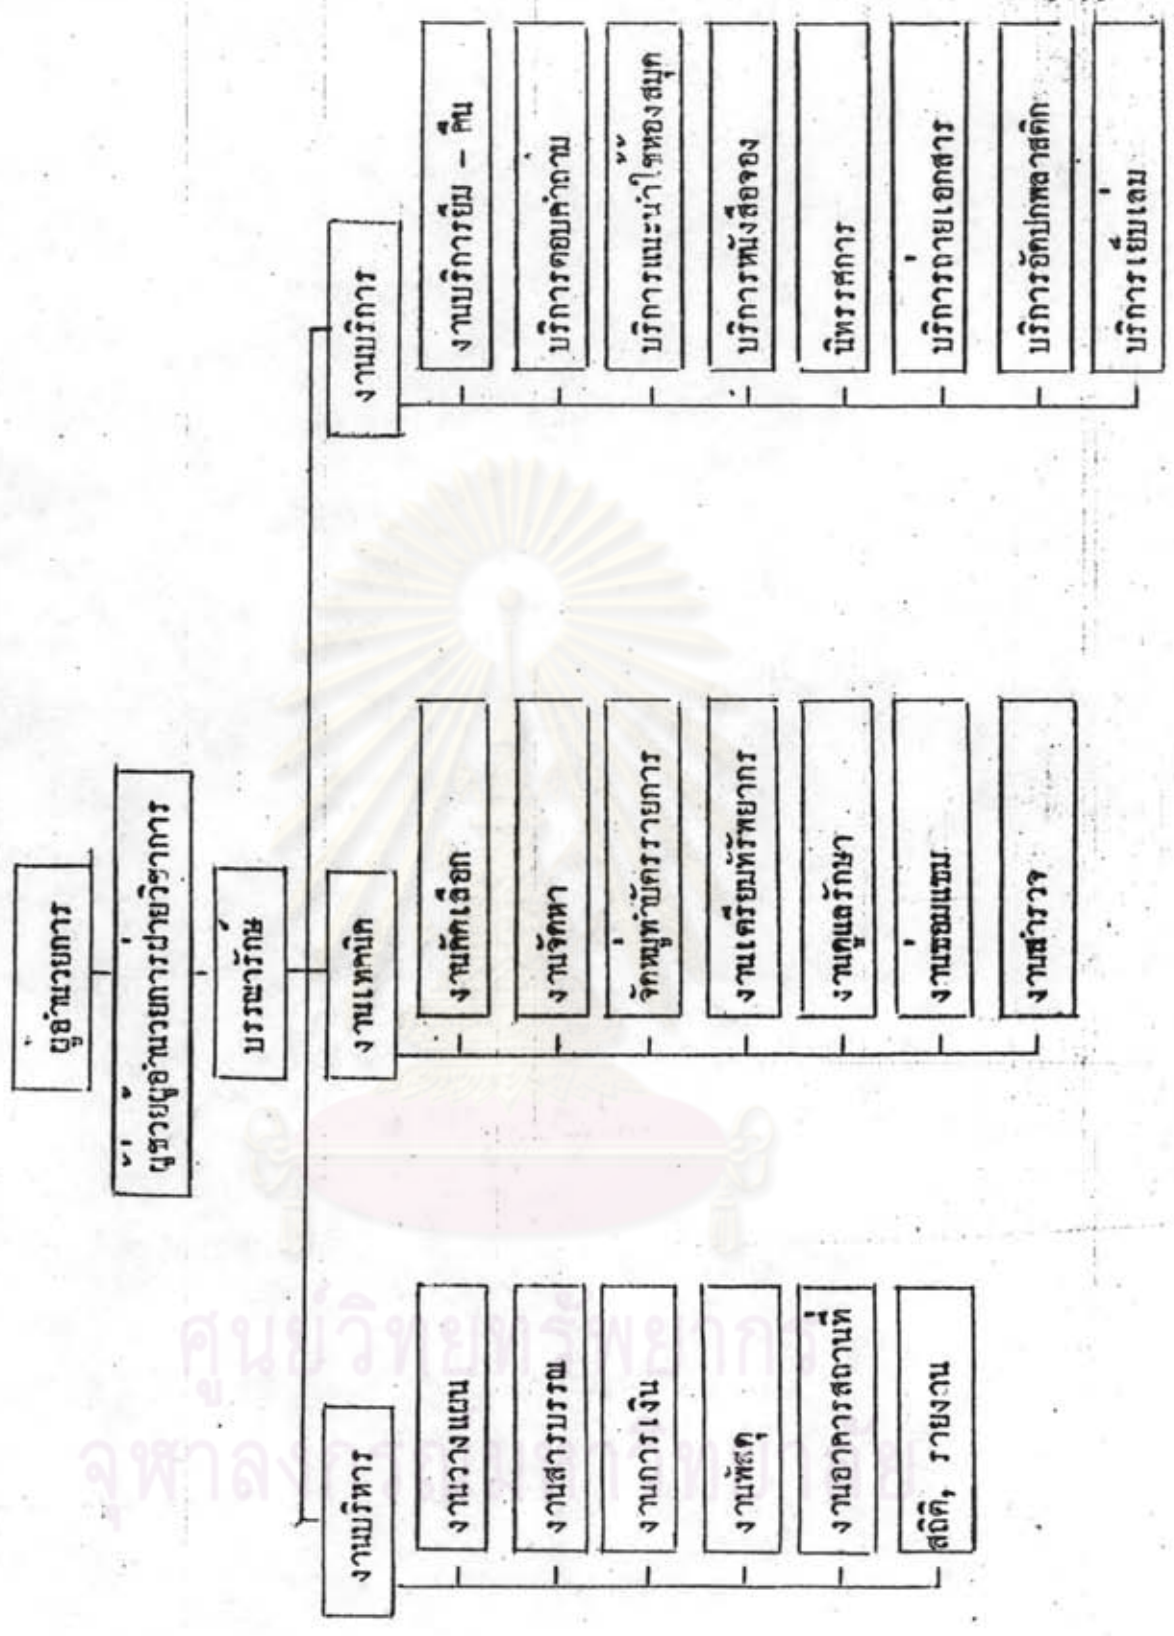 ผู้อำนวยการ
ผู้ช่วยผู้อำนวยการฝ่ายวิชาการ
บรรณารักษ์
งานบริหาร
งานวางแผน
งานสารบรรณ
งานการเงิน
งานพัสดุ
งานอาคารสถานที่
สถิติ, รายงาน
งานเทคนิค
งานคัดเลือก
งานจัดหา
จัดหมู่ทำบัตรรายการ
งานเตรียมทรัพยากร
งานดูแลรักษา
งานซ่อมแซม
งานสำรวจ
งานบริการ
งานบริการยืม - คืน
บริการตอบคำถาม
บริการแนะนำใช้ห้องสมุด
บริการหนังสือจอง
นิทรรศการ
บริการถ่ายเอกสาร
บริการอัดปกพลาสติก
บริการเย็บเล่ม
ศูนย์วิทยทรัพยากร
จุฬาลงกรณ์มหาวิทยาลัย